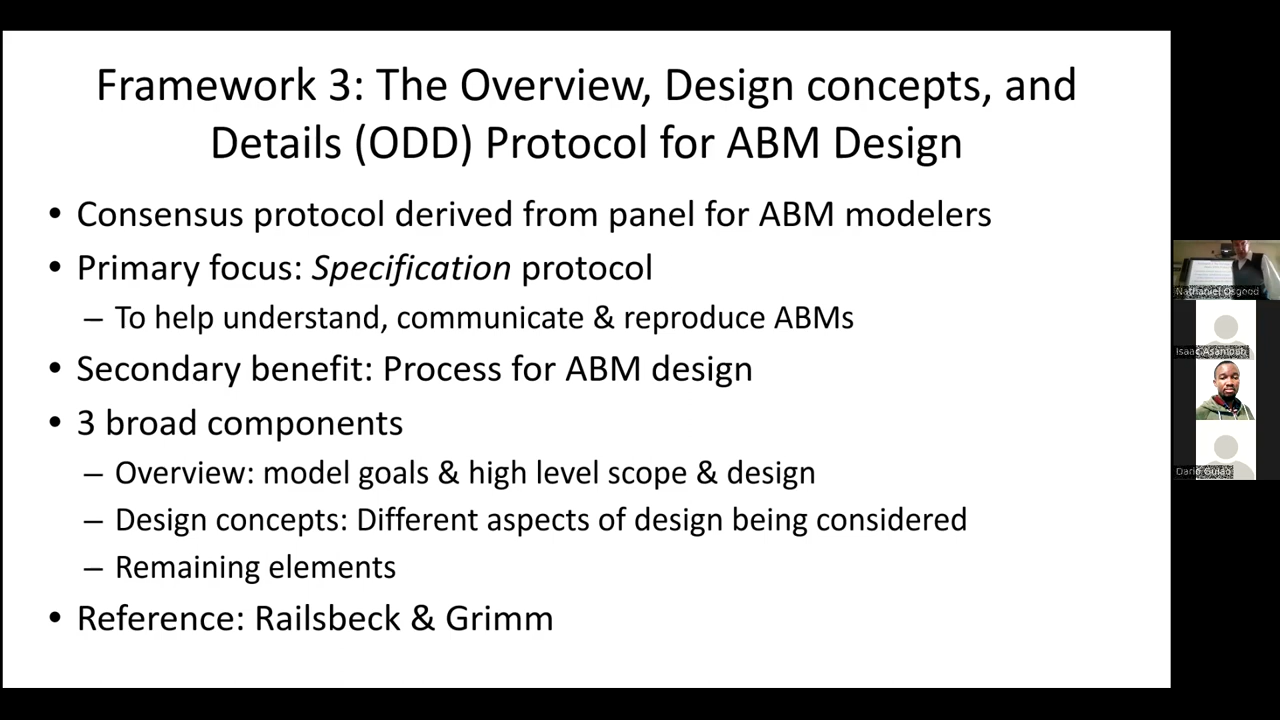 Framework 3: The Overview, Design concepts, and
Details (ODD) Protocol for ABM Design
• Consensus protocol derived from panel for ABM modelers
• Primary focus: Specification protocol
– To help understand, communicate & reproduce ABMs
• Secondary benefit: Process for ABM design
• 3 broad components
– Overview: model goals & high level scope & design
– Design concepts: Different aspects of design being considered
– Remaining elements
• Reference: Railsbeck & Grimm
Nathaniel Osgood
Isaac
Dario